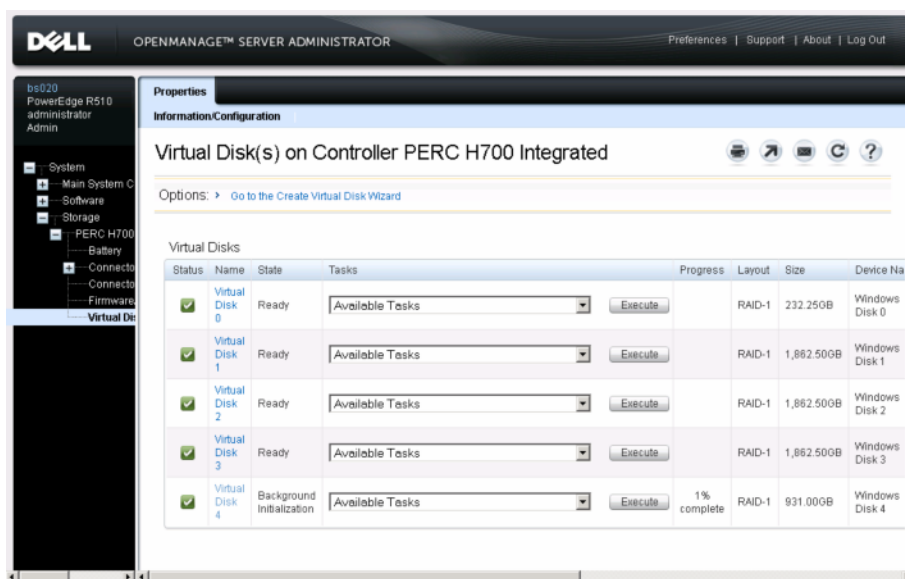 DELL
OPENMANAGE™ SERVER ADMINISTRATOR
Preferences | Support | About | Log Out
bs020
PowerEdge R510
administrator
Admin
Properties
Information/Configuration
System
Main System C
Software
Storage
PERC H700
Battery
Connecto
Connecto
Firmware
Virtual Dis
Virtual Disk(s) on Controller PERC H700 Integrated
Options: Go to the Create Virtual Disk Wizard
Virtual Disks
Status Name State Tasks Progress Layout Size Device Na
Virtual Disk 0 Ready Available Tasks Execute RAID-1 232.25GB Windows Disk 0
Virtual Disk 1 Ready Available Tasks Execute RAID-1 1,862.50GB Windows Disk 1
Virtual Disk 2 Ready Available Tasks Execute RAID-1 1,862.50GB Windows Disk 2
Virtual Disk 3 Ready Available Tasks Execute RAID-1 1,862.50GB Windows Disk 3
Virtual Disk 4 Background Initialization Available Tasks Execute 1% complete RAID-1 931.00GB Windows Disk 4